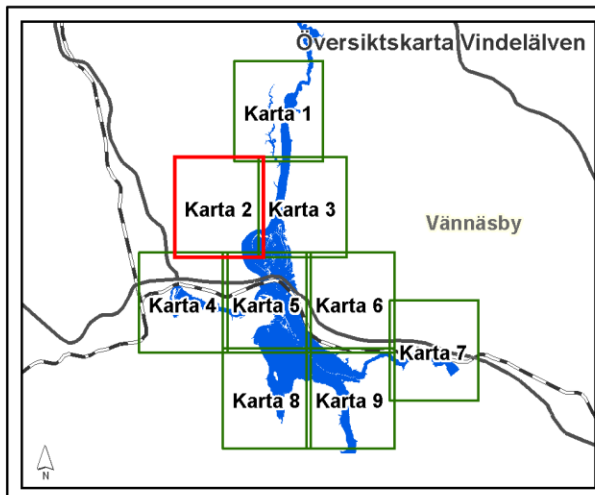 Översiktskarta Vindelälven
Karta 1
Karta 2
Karta 3
Vännäsby
Karta 4
Karta 5
Karta 6
Karta 7
Karta 8
Karta 9
N